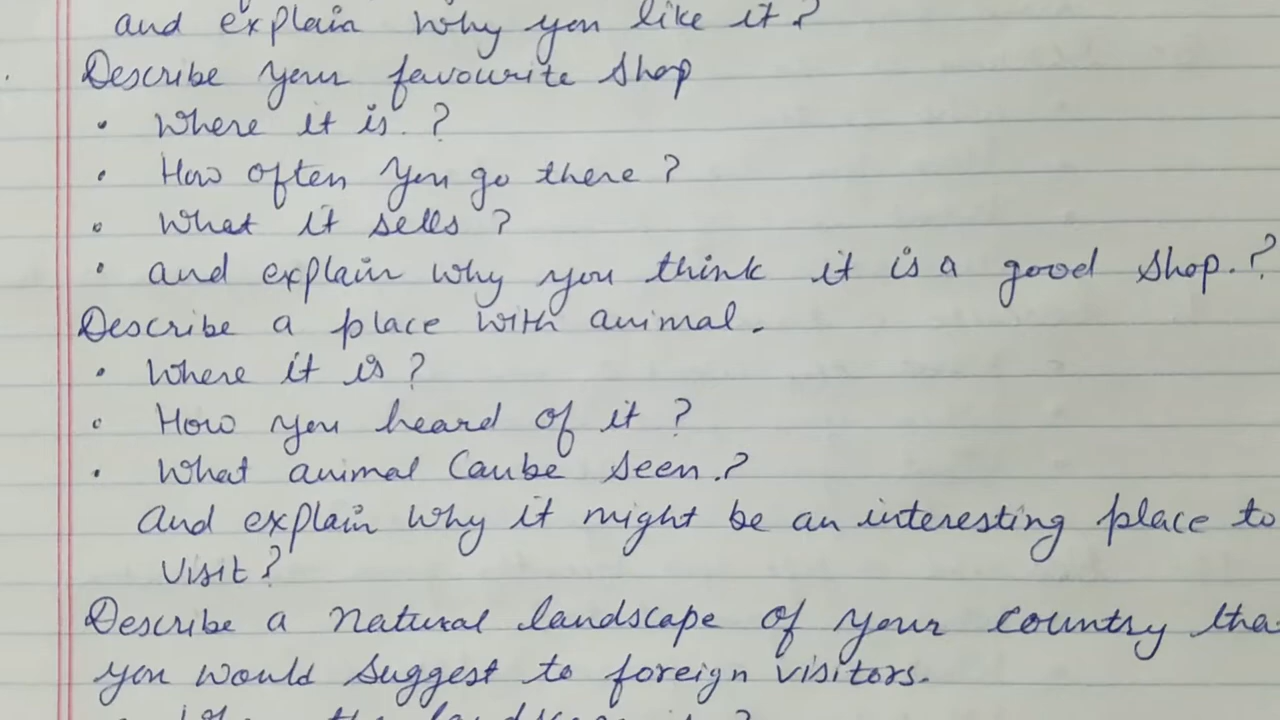 and explain why you like it?
Describe your favourite shop
• Where it is.?
• How often you go there?
• What it sells?
• and explain why you think it is a good shop.?
Describe a place with animal.
• Where it is?
• How you heard of it?
• What animal Canbe seen.?
And explain why it might be an interesting place to
visit?
Describe a natural landscape of your country tha
you would suggest to foreign visitors.
the landscape is?